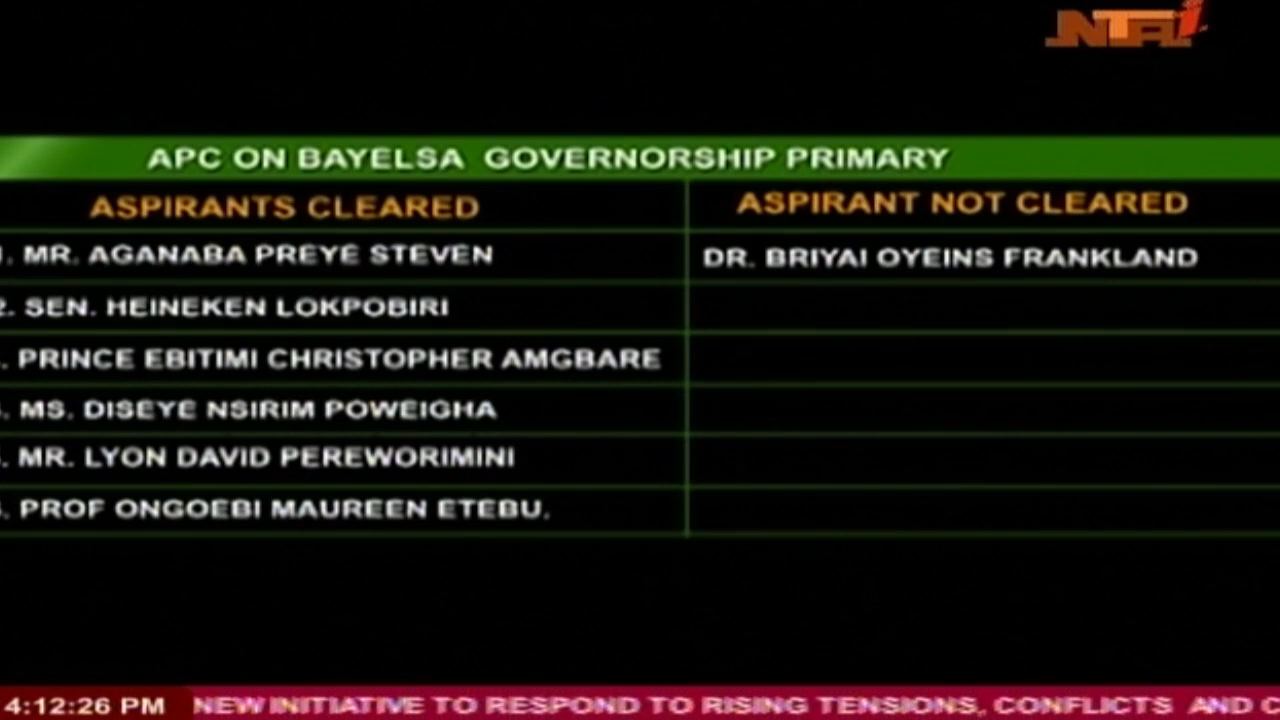 NTAi
APC ON BAYELSA GOVERNORSHIP PRIMARY
ASPIRANTS CLEARED
ASPIRANT NOT CLEARED
1. MR. AGANABA PREYE STEVEN
DR. BRIYAI OYEINS FRANKLAND
2. SEN. HEINEKEN LOKPOBIRI
. PRINCE EBITIMI CHRISTOPHER AMGBARE
. MS. DISEYE NSIRIM POWEIGHA
. MR. LYON DAVID PEREWORIMINI
. PROF ONGOEBI MAUREEN ETEBU.
4:12:26 PM NEW INITIATIVE TO RESPOND TO RISING TENSIONS, CONFLICTS AND